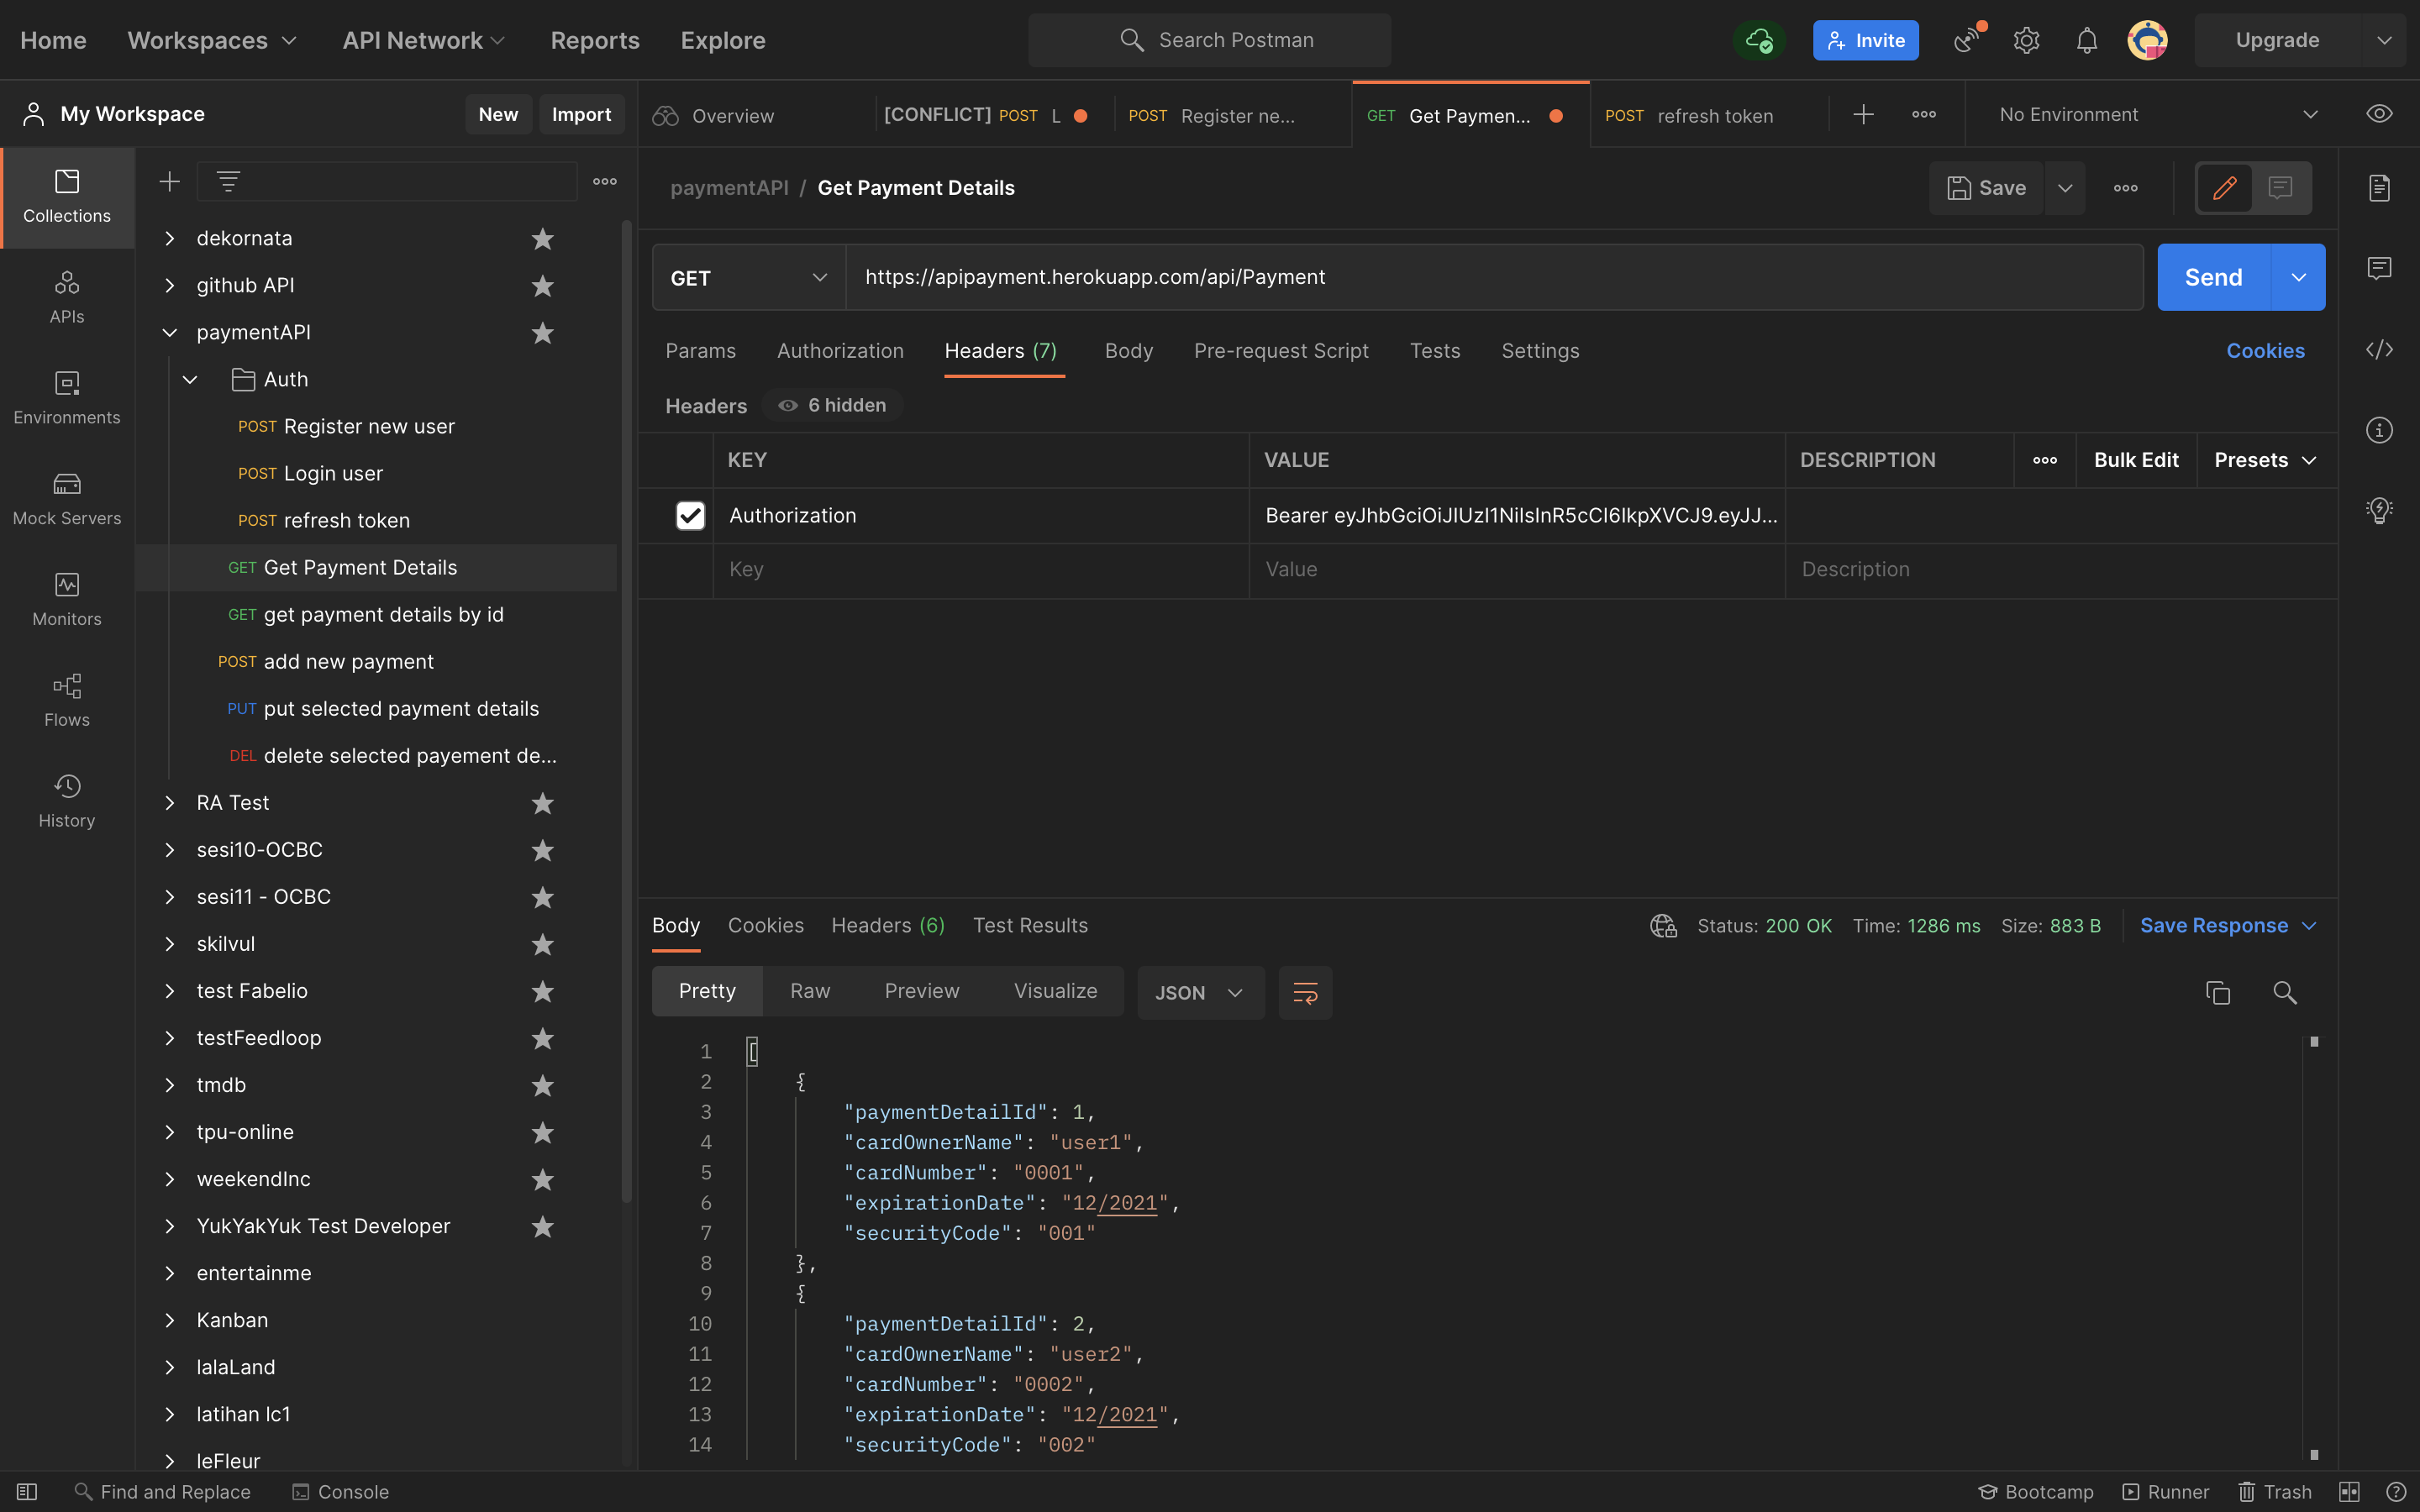 Home Workspaces API Network Reports Explore Search Postman Invite Upgrade
My Workspace New Import Overview [CONFLICT] POST L POST Register ne... GET Get Paymen... POST refresh token No Environment
Collections
APIs
Environments
Mock Servers
Monitors
Flows
History
dekornata
github API
paymentAPI
Auth
POST Register new user
POST Login user
POST refresh token
GET Get Payment Details
GET get payment details by id
POST add new payment
PUT put selected payment details
DEL delete selected payement de...
RA Test
sesi10-OCBC
sesi11 - OCBC
skilvul
test Fabelio
testFeedloop
tmdb
tpu-online
weekendInc
YukYakYuk Test Developer
entertainme
Kanban
lalaLand
latihan lc1
leFleur
paymentAPI / Get Payment Details Save
GET https://apipayment.herokuapp.com/api/Payment Send
Params Authorization Headers (7) Body Pre-request Script Tests Settings Cookies
Headers 6 hidden
KEY VALUE DESCRIPTION Bulk Edit Presets
Authorization Bearer eyJhbGciOiJIUzI1NiIsInR5cCI6IkpXVCJ9.eyJJ...
Key Value Description
Body Cookies Headers (6) Test Results Status: 200 OK Time: 1286 ms Size: 883 B Save Response
Pretty Raw Preview Visualize JSON
1 [
2 {
3 "paymentDetailId": 1,
4 "cardOwnerName": "user1",
5 "cardNumber": "0001",
6 "expirationDate": "12/2021",
7 "securityCode": "001"
8 },
9 {
10 "paymentDetailId": 2,
11 "cardOwnerName": "user2",
12 "cardNumber": "0002",
13 "expirationDate": "12/2021",
14 "securityCode": "002"
Find and Replace Console Bootcamp Runner Trash